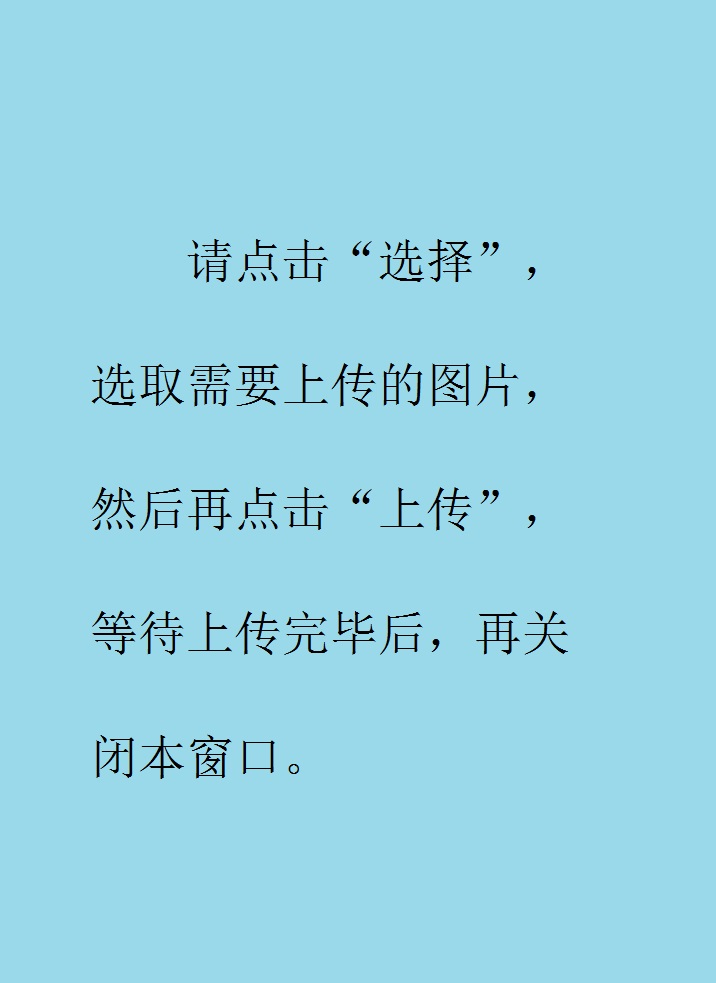 请点击“选择”，
选取需要上传的图片，
然后再点击“上传”，
等待上传完毕后，再关
闭本窗口。